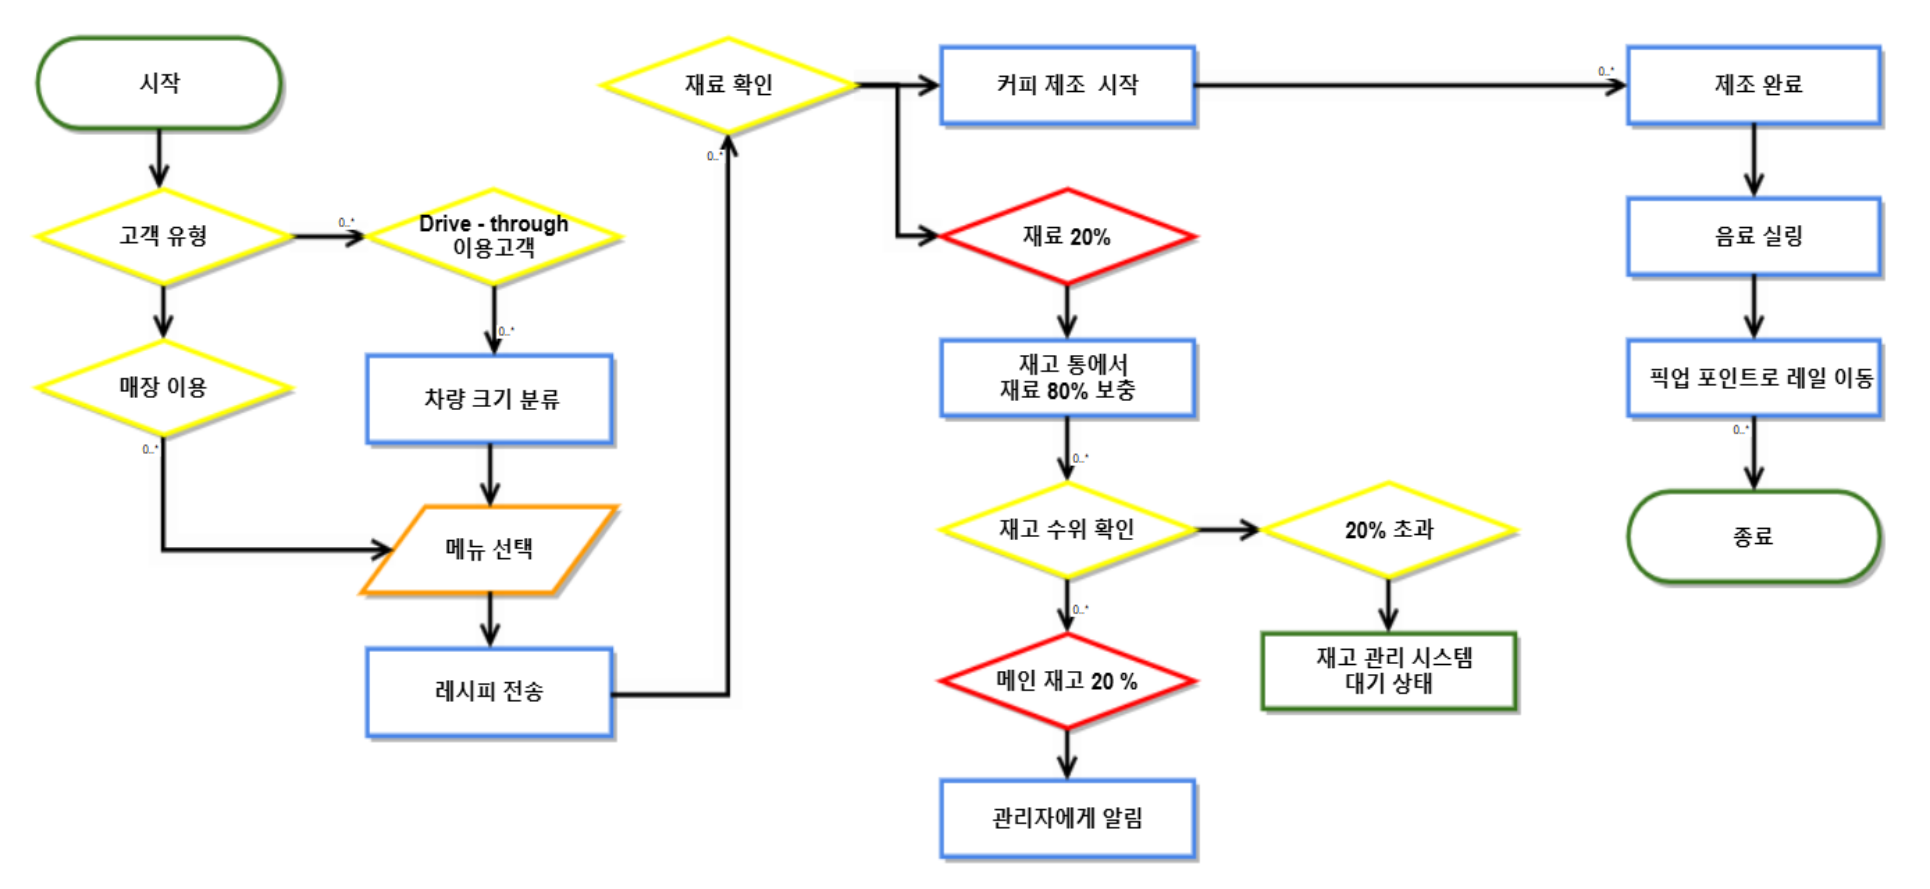 시작
고객 유형
0..*
Drive - through
이용고객
매장 이용
0..*
0..*
차량 크기 분류
메뉴 선택
레시피 전송
0..*
재료 확인
커피 제조 시작
0..*
제조 완료
재료 20%
재고 통에서
재료 80% 보충
0..*
재고 수위 확인
20% 초과
0..*
메인 재고 20 %
재고 관리 시스템
대기 상태
관리자에게 알림
음료 실링
픽업 포인트로 레일 이동
0..*
종료